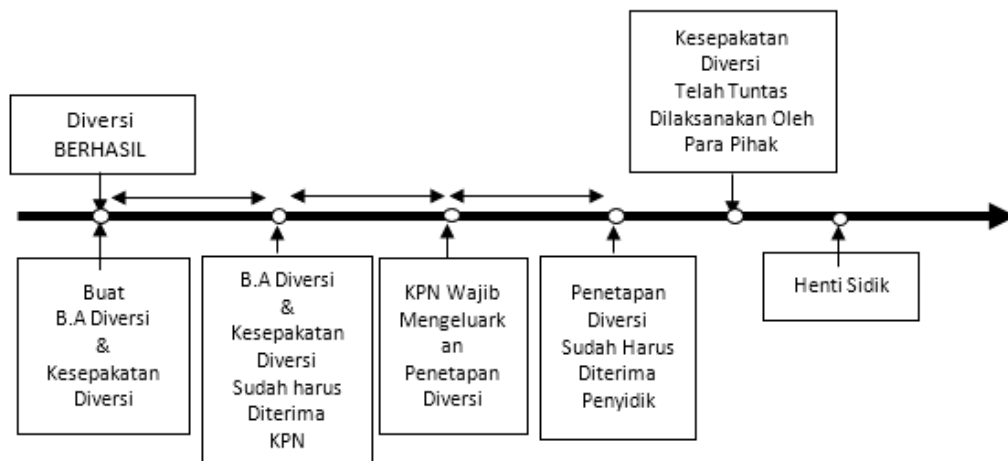 Diversi
BERHASIL
Kesepakatan
Diversi
Telah Tuntas
Dilaksanakan Oleh
Para Pihak
Buat
B.A Diversi
&
Kesepakatan
Diversi
B.A Diversi
&
Kesepakatan
Diversi
Sudah harus
Diterima
KPN
KPN Wajib
Mengeluark
an
Penetapan
Diversi
Penetapan
Diversi
Sudah Harus
Diterima
Penyidik
Henti Sidik